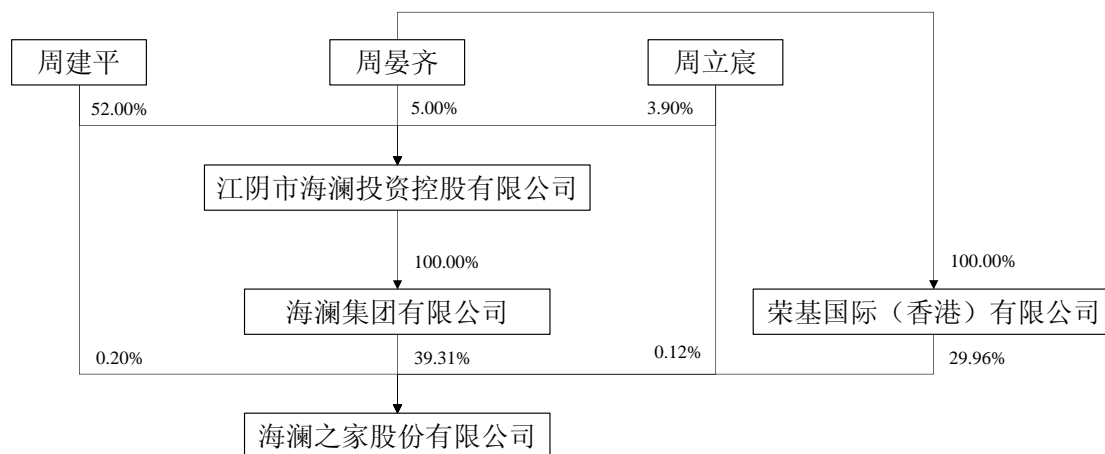 周建平
周晏齐
周立宸
52.00%
5.00%
3.90%
江阴市海澜投资控股有限公司
100.00%
100.00%
海澜集团有限公司
荣基国际（香港）有限公司
0.20%
39.31%
0.12%
29.96%
海澜之家股份有限公司